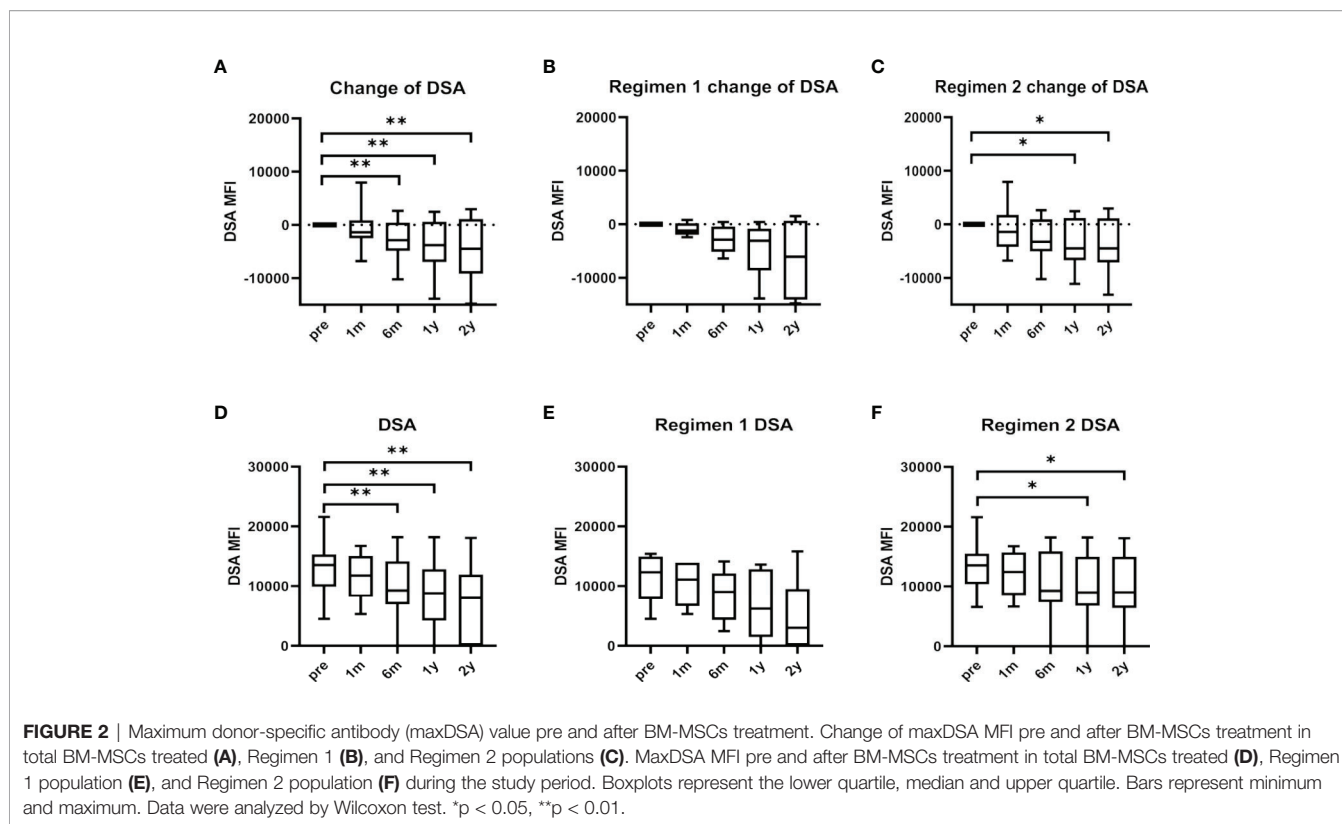 A
Change of DSA
DSA MFI
20000
10000
0
-10000
**
**
**
pre
1m
6m
1y
2y
B
Regimen 1 change of DSA
DSA MFI
20000
10000
0
-10000
pre
1m
6m
1y
2y
C
Regimen 2 change of DSA
DSA MFI
20000
10000
0
-10000
*
*
pre
1m
6m
1y
2y
D
DSA
DSA MFI
30000
20000
10000
0
**
**
**
pre
1m
6m
1y
2y
E
Regimen 1 DSA
DSA MFI
30000
20000
10000
0
pre
1m
6m
1y
2y
F
Regimen 2 DSA
DSA MFI
30000
20000
10000
0
*
*
pre
1m
6m
1y
2y
FIGURE 2 | Maximum donor-specific antibody (maxDSA) value pre and after BM-MSCs treatment. Change of maxDSA MFI pre and after BM-MSCs treatment in
total BM-MSCs treated (A), Regimen 1 (B), and Regimen 2 populations (C). MaxDSA MFI pre and after BM-MSCs treatment in total BM-MSCs treated (D), Regimen
1 population (E), and Regimen 2 population (F) during the study period. Boxplots represent the lower quartile, median and upper quartile. Bars represent minimum
and maximum. Data were analyzed by Wilcoxon test. *p < 0.05, **p < 0.01.